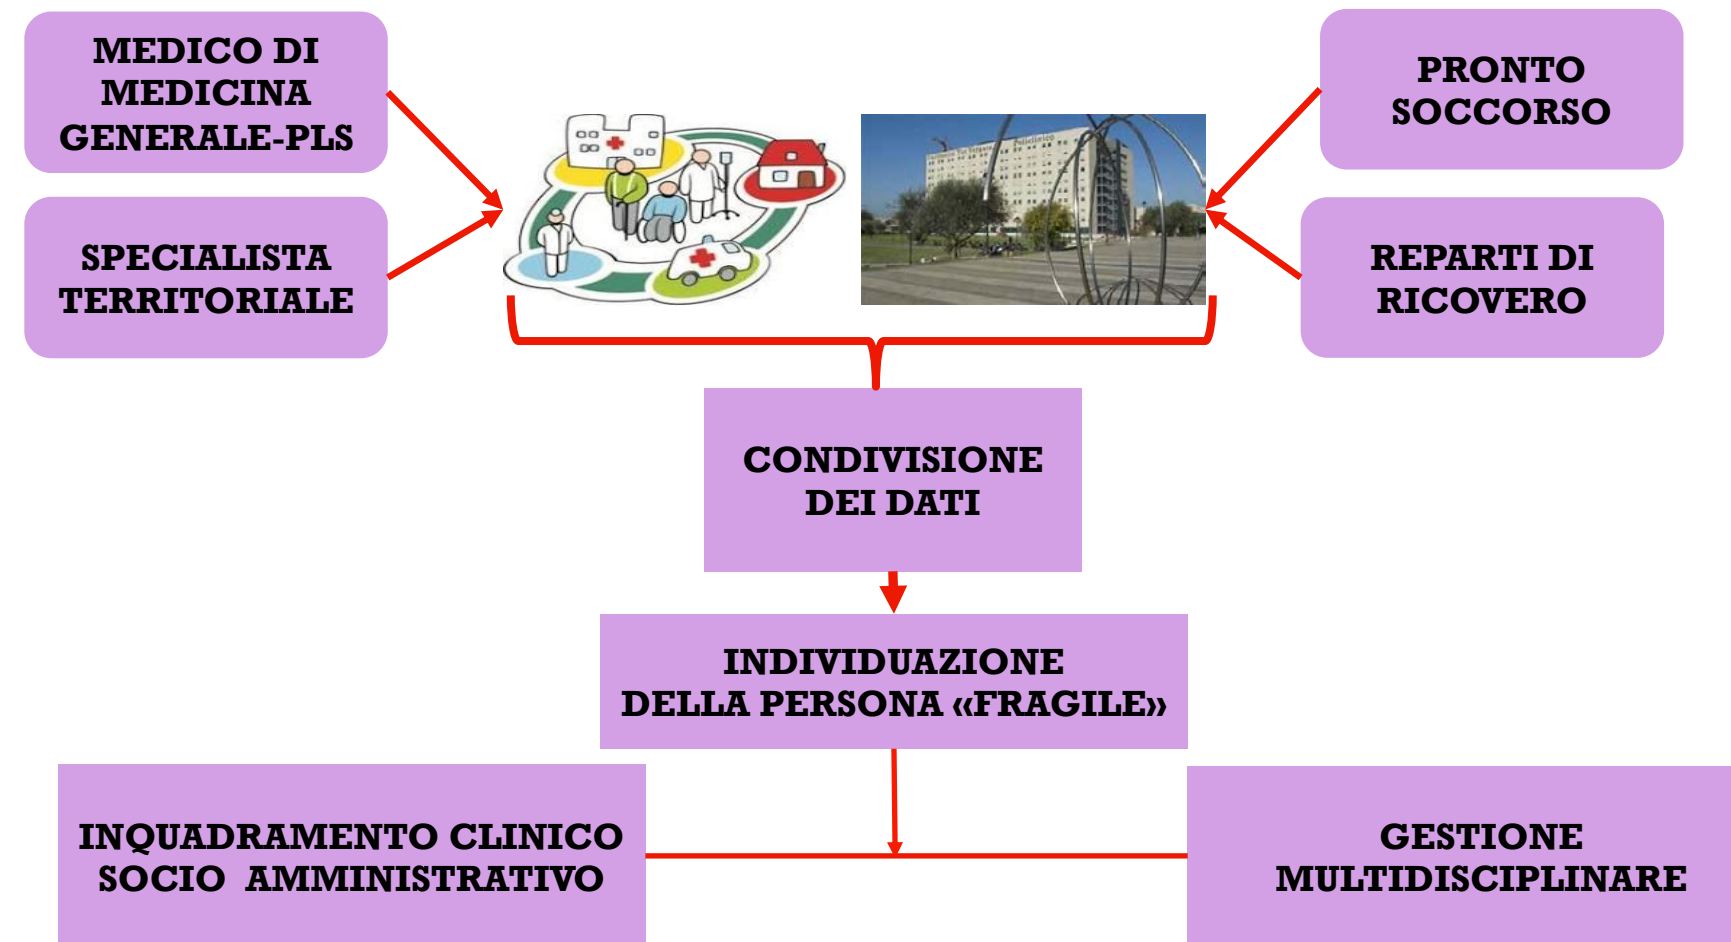 MEDICO DI
MEDICINA
GENERALE-PLS
PRONTO
SOCCORSO
SPECIALISTA
TERRITORIALE
REPARTI DI
RICOVERO
Policlinico
CONDIVISIONE
DEI DATI
INDIVIDUAZIONE
DELLA PERSONA «FRAGILE»
INQUADRAMENTO CLINICO
SOCIO AMMINISTRATIVO
GESTIONE
MULTIDISCIPLINARE